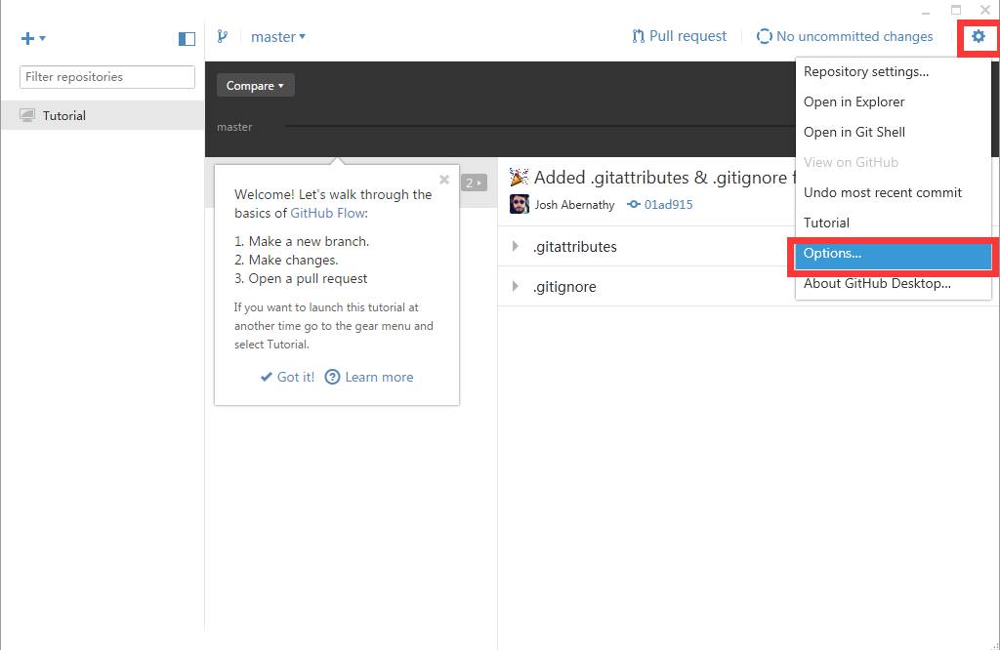 master
Pull request
No uncommitted changes
Filter repositories
Tutorial
Compare
master
Repository settings...
Open in Explorer
Open in Git Shell
View on GitHub
Undo most recent commit
Tutorial
Options...
About GitHub Desktop...
Welcome! Let's walk through the
basics of GitHub Flow:
1. Make a new branch.
2. Make changes.
3. Open a pull request
If you want to launch this tutorial at
another time go to the gear menu and
select Tutorial.
Got it!
Learn more
2
Added .gitattributes & .gitignore f
Josh Abernathy
01ad915
.gitattributes
.gitignore